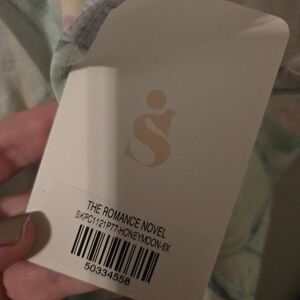 THE ROMANCE NOVEL
SKPC1121P77-HONEYMOON-6X
50334558